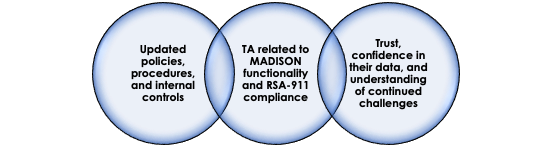 Updated
policies,
procedures,
and internal
controls
TA related to
MADISON
functionality
and RSA-911
compliance
Trust,
confidence in
their data, and
understanding
of continued
challenges